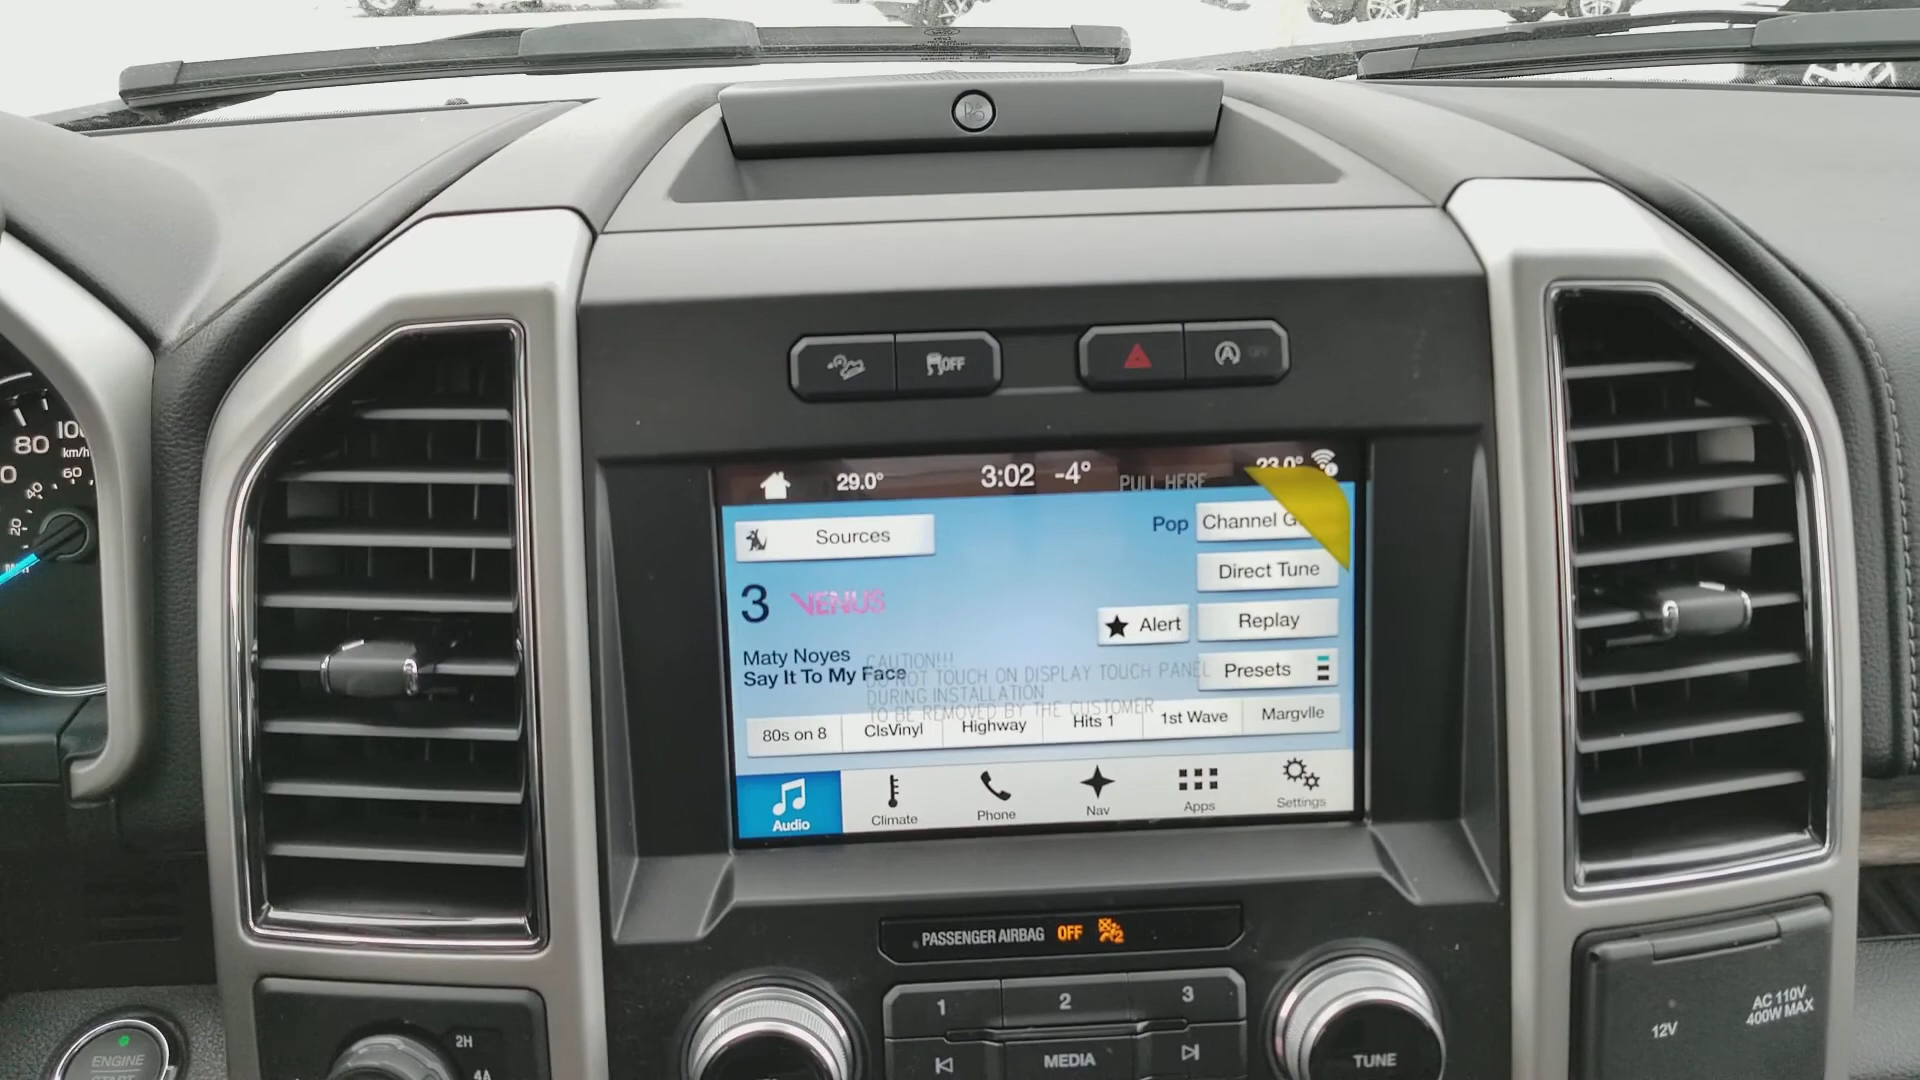 OFF
29.0°
3:02
-4°
PULL HERE
23.0°
Sources
Pop
Channel G
Direct Tune
3
VENUS
Alert
Replay
Maty Noyes
Say It To My Face
Presets
CAUTION!!!
DO NOT TOUCH ON DISPLAY TOUCH PANEL
DURING INSTALLATION
TO BE REMOVED BY THE CUSTOMER
80s on 8
ClsVinyl
Highway
Hits 1
1st Wave
Margvlle
Audio
Climate
Phone
Nav
Apps
Settings
PASSENGER AIRBAG OFF
1
2
3
MEDIA
TUNE
12V
AC 110V
400W MAX
2H
4A
ENGINE
START
80
100
km/h
60
40
20